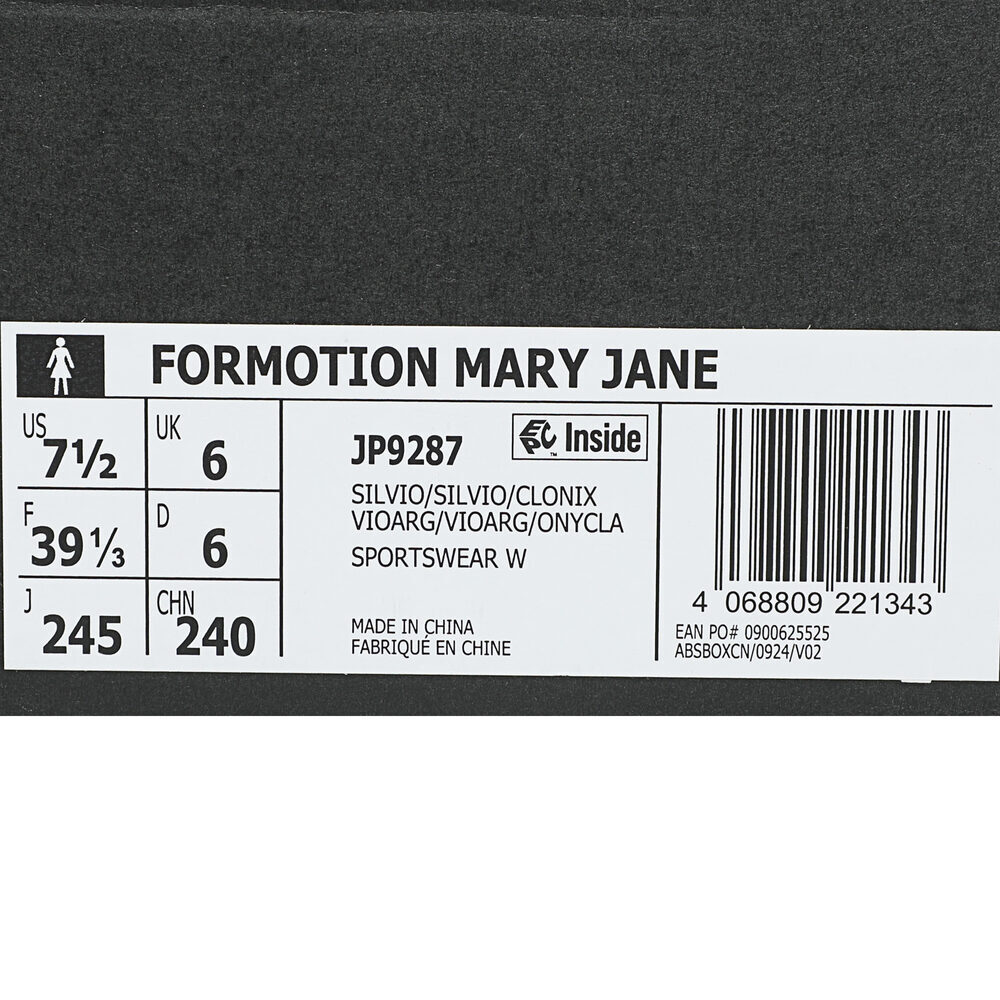 FORMOTION MARY JANE
US 7½ UK 6
F 39⅓ D 6
J 245 CHN 240
JP9287 EPC Inside
™
SILVIO/SILVIO/CLONIX
VIOARG/VIOARG/ONYCLA
SPORTSWEAR W
MADE IN CHINA
FABRIQUÉ EN CHINE
4 068809 221343
EAN PO# 0900625525
ABSBOXCN/0924/V02